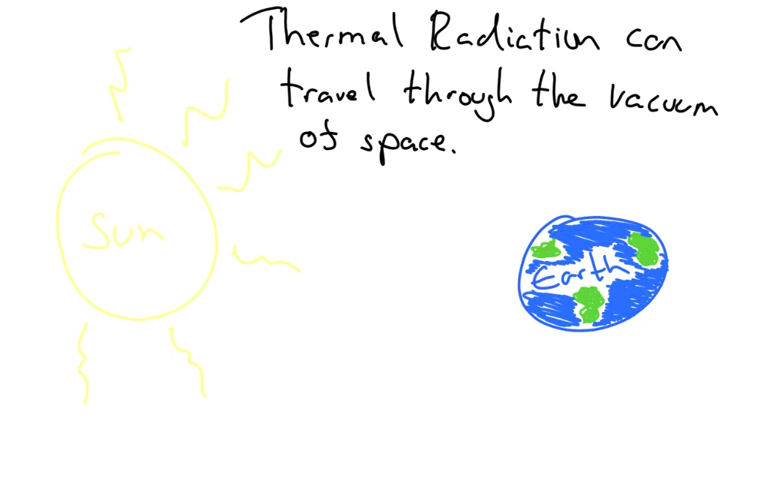 Thermal Radiation can
travel through the vacuum
of space.
Sun
Earth